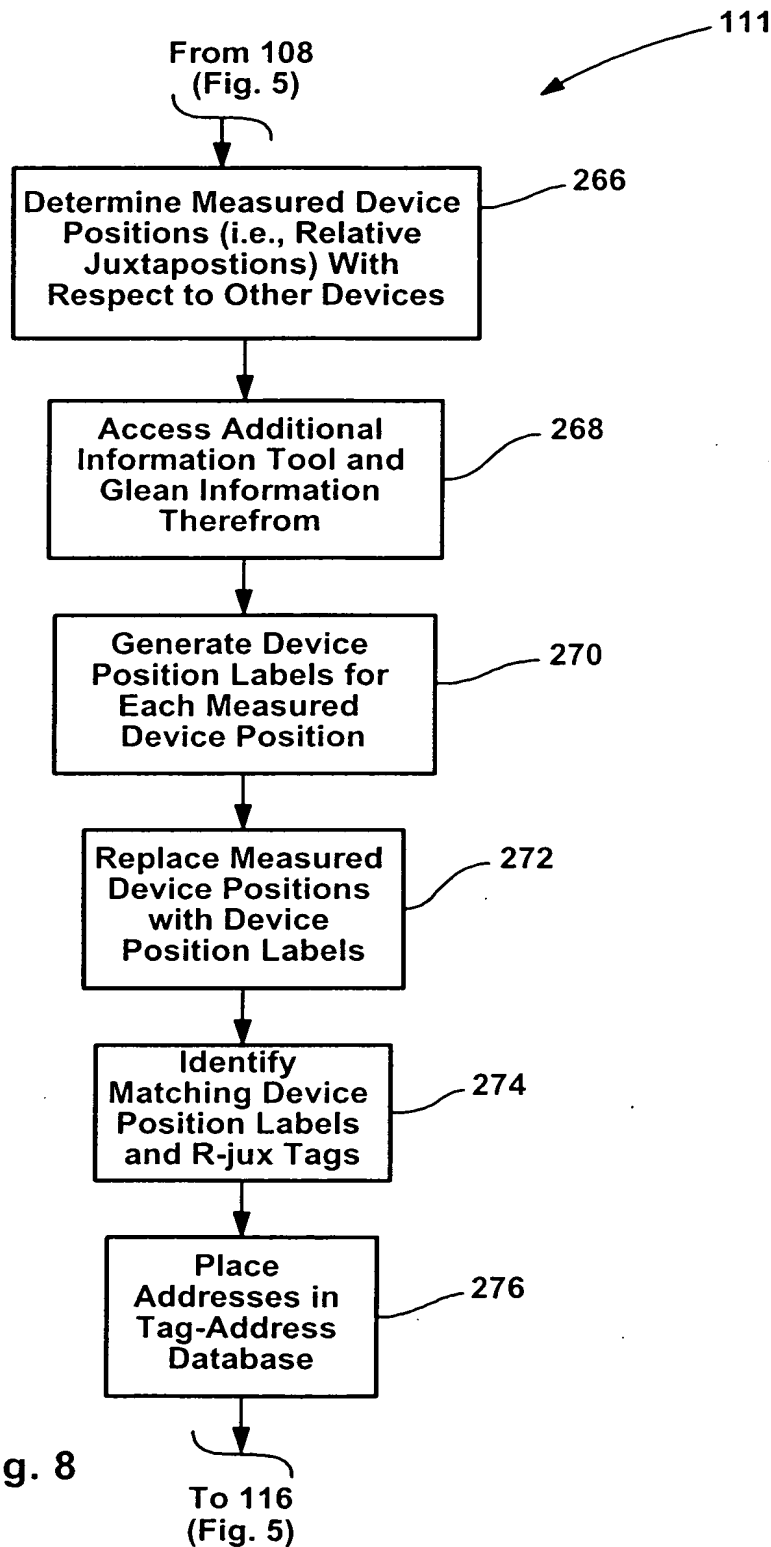 111
From 108
(Fig. 5)
Determine Measured Device
Positions (i.e., Relative
Juxtapostions) With
Respect to Other Devices
266
Access Additional
Information Tool and
Glean Information
Therefrom
268
Generate Device
Position Labels for
Each Measured
Device Position
270
Replace Measured
Device Positions
with Device
Position Labels
272
Identify
Matching Device
Position Labels
and R-jux Tags
274
Place
Addresses in
Tag-Address
Database
276
g. 8
To 116
(Fig. 5)